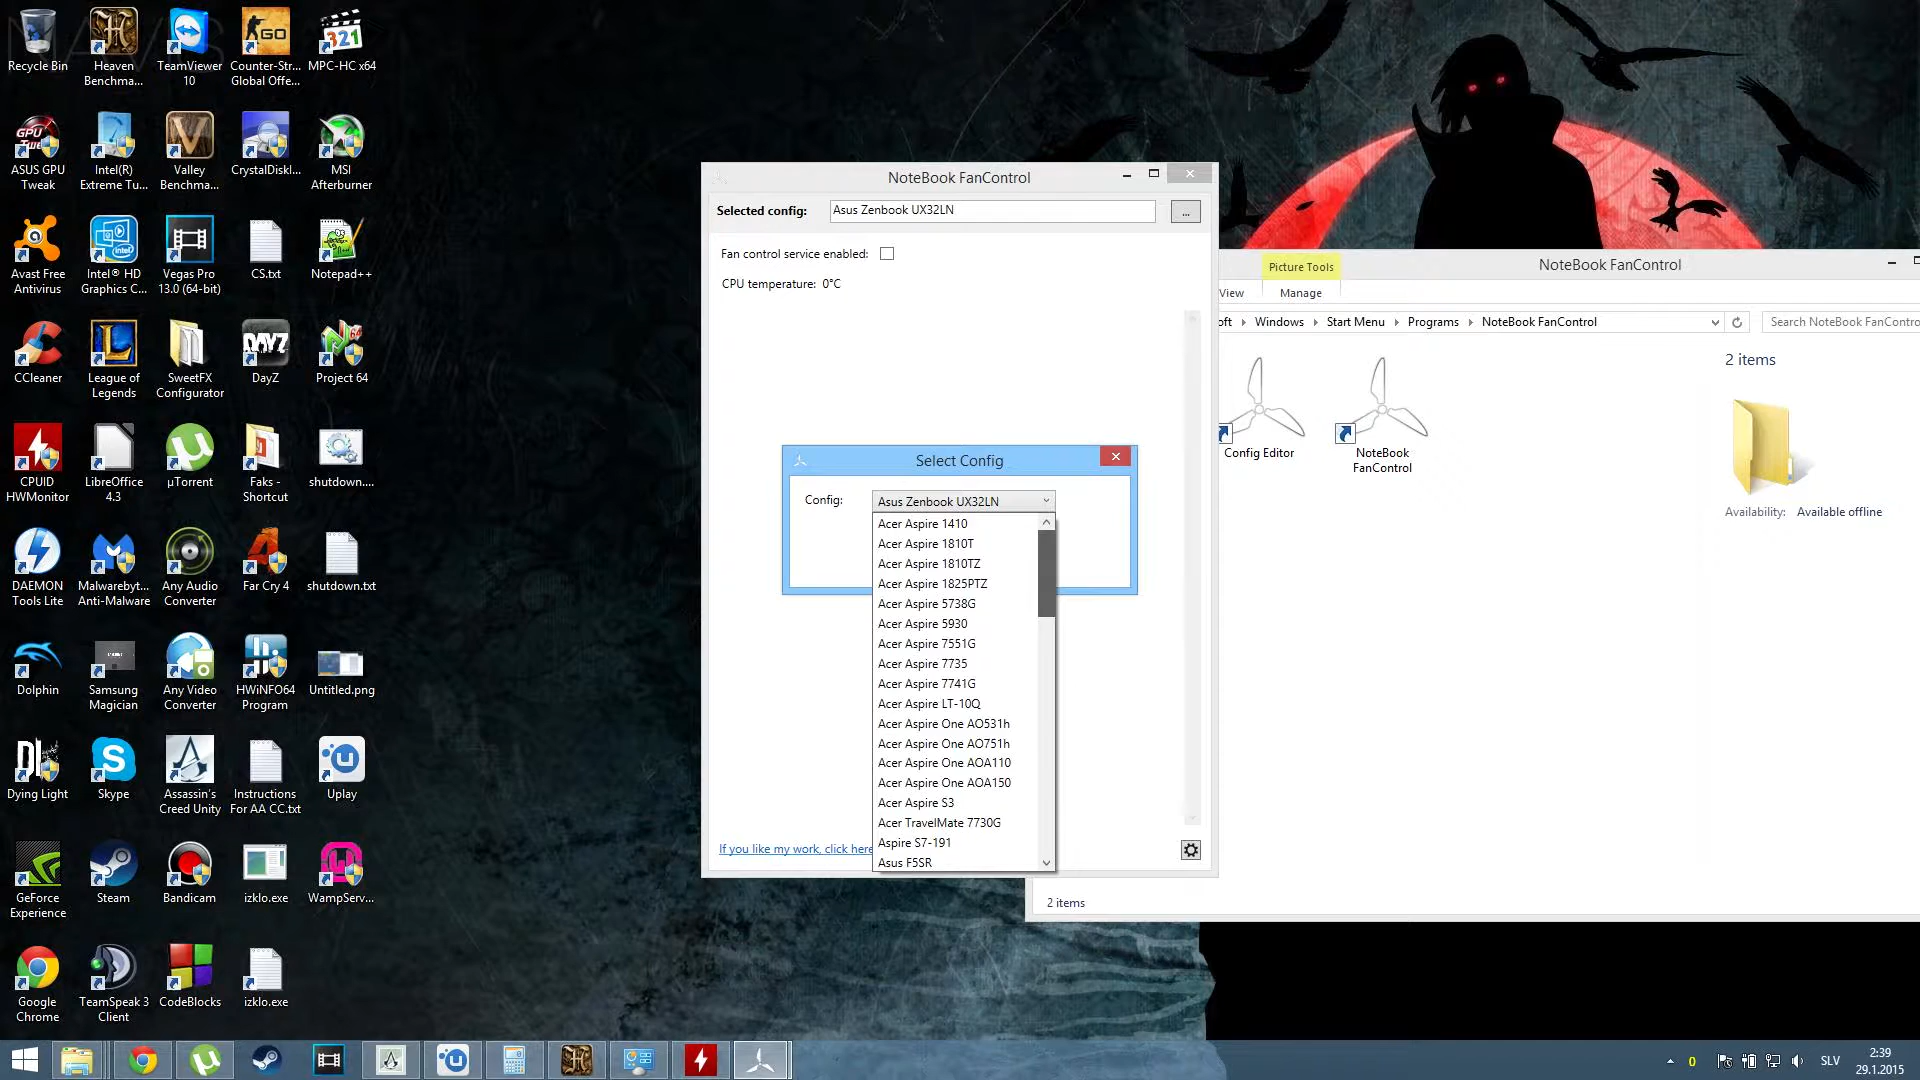 Recycle Bin
Heaven
Benchma...
TeamViewer
10
Counter-Str...
Global Offe...
MPC-HC x64
ASUS GPU
Tweak
Intel(R)
Extreme Tu...
Valley
Benchma...
CrystalDiskI...
MSI
Afterburner
Avast Free
Antivirus
Intel® HD
Graphics C...
Vegas Pro
13.0 (64-bit)
CS.txt
Notepad++
CCleaner
League of
Legends
SweetFX
Configurator
DayZ
Project 64
CPUID
HWMonitor
LibreOffice
4.3
µTorrent
Faks -
Shortcut
shutdown....
DAEMON
Tools Lite
Malwarebyt...
Anti-Malware
Any Audio
Converter
Far Cry 4
shutdown.txt
Dolphin
Samsung
Magician
Any Video
Converter
HWiNFO64
Program
Untitled.png
Dying Light
Skype
Assassin's
Creed Unity
Instructions
For AA CC.txt
Uplay
GeForce
Experience
Steam
Bandicam
izklo.exe
WampServ...
Google
Chrome
TeamSpeak 3
Client
CodeBlocks
izklo.exe
NoteBook FanControl
Selected config:
Asus Zenbook UX32LN
...
Fan control service enabled:
CPU temperature: 0°C
Select Config
Config:
Asus Zenbook UX32LN
Acer Aspire 1410
Acer Aspire 1810T
Acer Aspire 1810TZ
Acer Aspire 1825PTZ
Acer Aspire 5738G
Acer Aspire 5930
Acer Aspire 7551G
Acer Aspire 7735
Acer Aspire 7741G
Acer Aspire LT-10Q
Acer Aspire One AO531h
Acer Aspire One AO751h
Acer Aspire One AOA110
Acer Aspire One AOA150
Acer Aspire S3
Acer TravelMate 7730G
Aspire S7-191
Asus F5SR
If you like my work, click here
Picture Tools
NoteBook FanControl
View
Manage
oft
Windows
Start Menu
Programs
NoteBook FanControl
Search NoteBook FanContro
Config Editor
NoteBook
FanControl
2 items
Availability: Available offline
2 items
0
SLV
2:39
29.1.2015